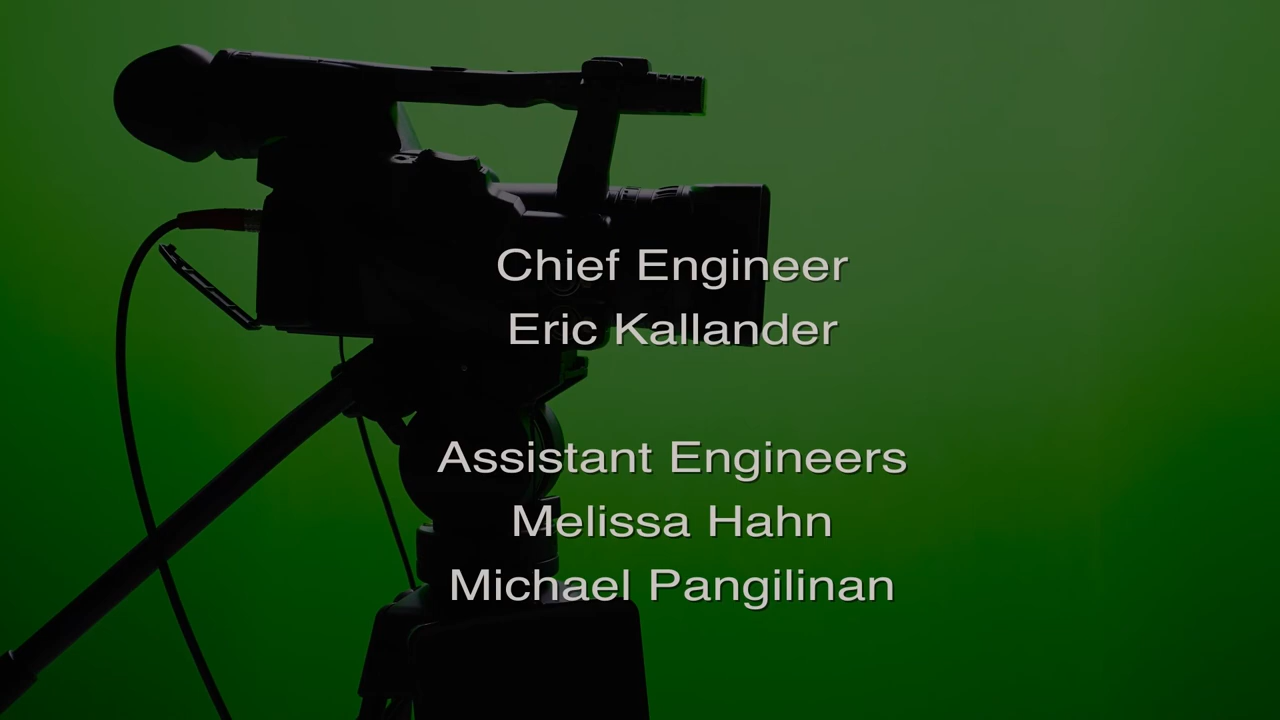 Chief Engineer
Eric Kallander
Assistant Engineers
Melissa Hahn
Michael Pangilinan